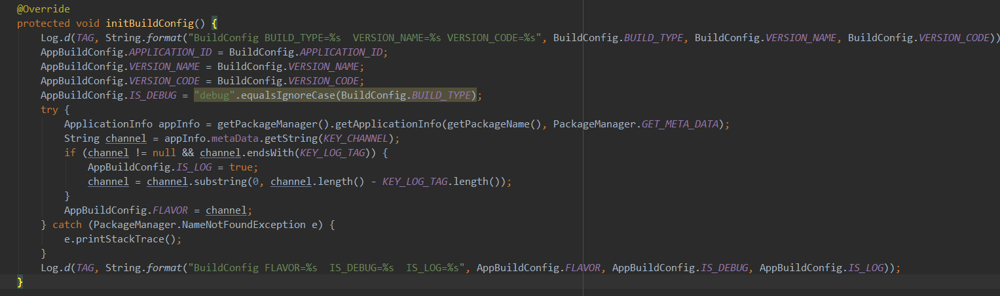 @Override
protected void initBuildConfig() {
Log.d(TAG, String.format("BuildConfig BUILD_TYPE=%s  VERSION_NAME=%s VERSION_CODE=%s", BuildConfig.BUILD_TYPE, BuildConfig.VERSION_NAME, BuildConfig.VERSION_CODE))
AppBuildConfig.APPLICATION_ID = BuildConfig.APPLICATION_ID;
AppBuildConfig.VERSION_NAME = BuildConfig.VERSION_NAME;
AppBuildConfig.VERSION_CODE = BuildConfig.VERSION_CODE;
AppBuildConfig.IS_DEBUG = "debug".equalsIgnoreCase(BuildConfig.BUILD_TYPE);
try {
ApplicationInfo appInfo = getPackageManager().getApplicationInfo(getPackageName(), PackageManager.GET_META_DATA);
String channel = appInfo.metaData.getString(KEY_CHANNEL);
if (channel != null && channel.endsWith(KEY_LOG_TAG)) {
AppBuildConfig.IS_LOG = true;
channel = channel.substring(0, channel.length() - KEY_LOG_TAG.length());
}
AppBuildConfig.FLAVOR = channel;
} catch (PackageManager.NameNotFoundException e) {
e.printStackTrace();
}
Log.d(TAG, String.format("BuildConfig FLAVOR=%s  IS_DEBUG=%s  IS_LOG=%s", AppBuildConfig.FLAVOR, AppBuildConfig.IS_DEBUG, AppBuildConfig.IS_LOG));
}